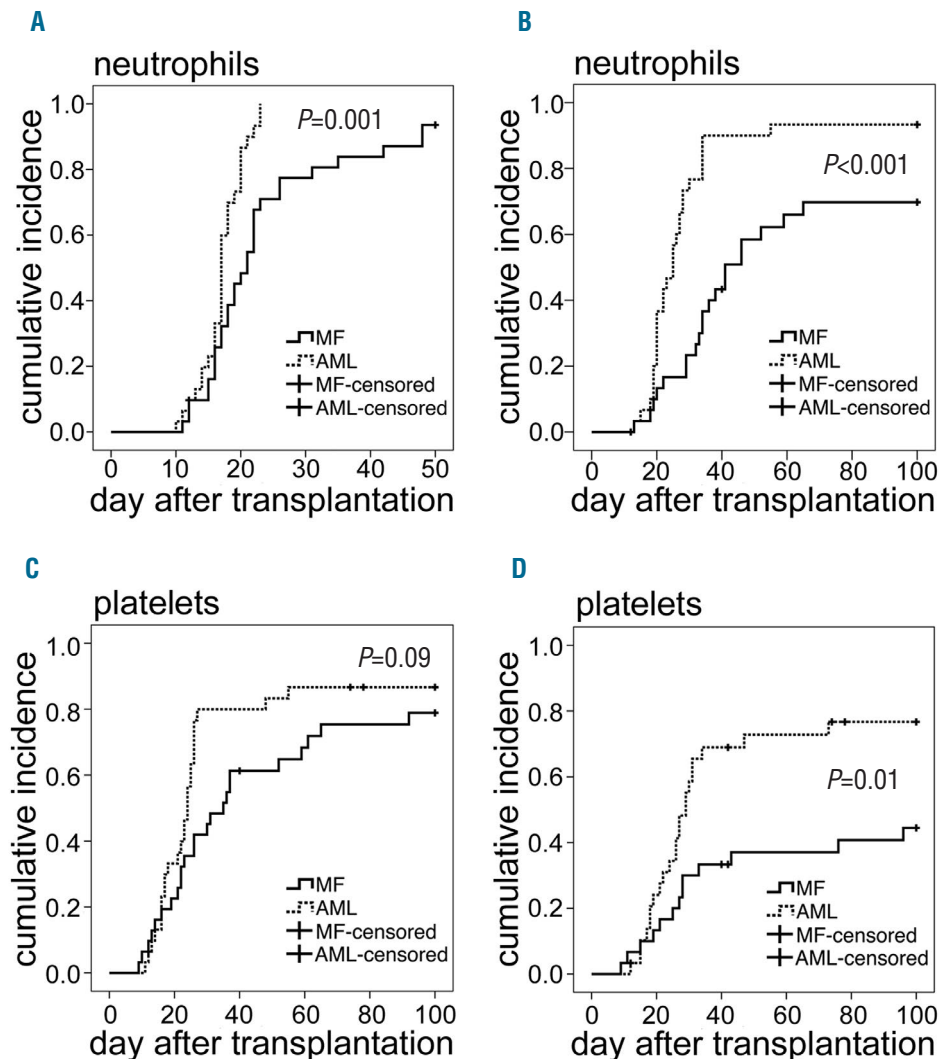 A
neutrophils
cumulative incidence
1.0
0.8
0.6
0.4
0.2
0.0
P=0.001
MF
AML
MF-censored
AML-censored
0 10 20 30 40 50
day after transplantation
B
neutrophils
cumulative incidence
1.0
0.8
0.6
0.4
0.2
0.0
P<0.001
MF
AML
MF-censored
AML-censored
0 20 40 60 80 100
day after transplantation
C
platelets
cumulative incidence
1.0
0.8
0.6
0.4
0.2
0.0
P=0.09
MF
AML
MF-censored
AML-censored
0 20 40 60 80 100
day after transplantation
D
platelets
cumulative incidence
1.0
0.8
0.6
0.4
0.2
0.0
P=0.01
MF
AML
MF-censored
AML-censored
0 20 40 60 80 100
day after transplantation